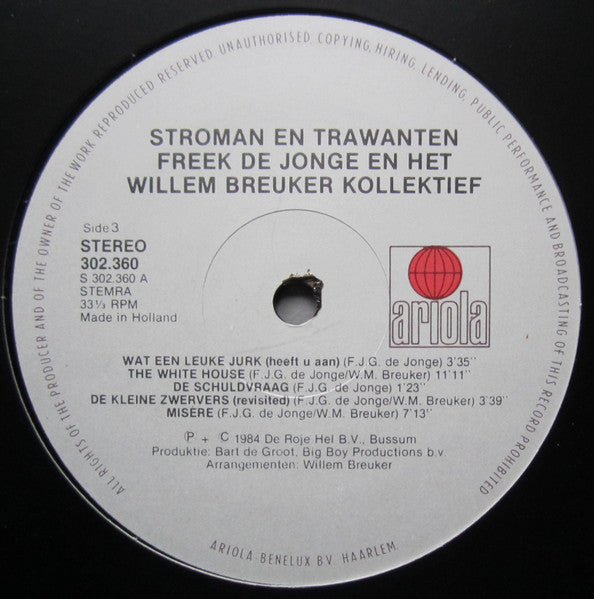 ALL RIGHTS OF THE PRODUCER AND OF THE OWNER OF THE WORK REPRODUCED RESERVED. UNAUTHORISED, COPYING, HIRING, LENDING, PUBLIC PERFORMANCE AND BROADCASTING OF THIS RECORD PROHIBITED
STROMAN EN TRAWANTEN
FREEK DE JONGE EN HET
WILLEM BREUKER KOLLEKTIEF
Side 3
STEREO
302.360
S 302.360 A
STEMRA
33⅓ RPM
Made in Holland
ariola
WAT EEN LEUKE JURK (heeft u aan) (F.J.G. de Jonge) 3'35''
THE WHITE HOUSE (F.J.G. de Jonge/W.M. Breuker) 11'11''
DE SCHULDVRAAG (F.J.G. de Jonge) 1'23''
DE KLEINE ZWERVERS (revisited) (F.J.G. de Jonge/W.M. Breuker) 3'39''
MISERE (F.J.G. de Jonge/W.M. Breuker) 7'13''
Ⓟ + © 1984 De Roje Hel B.V., Bussum
Produktie: Bart de Groot, Big Boy Productions b.v.
Arrangementen: Willem Breuker
ARIOLA-BENELUX B.V. HAARLEM